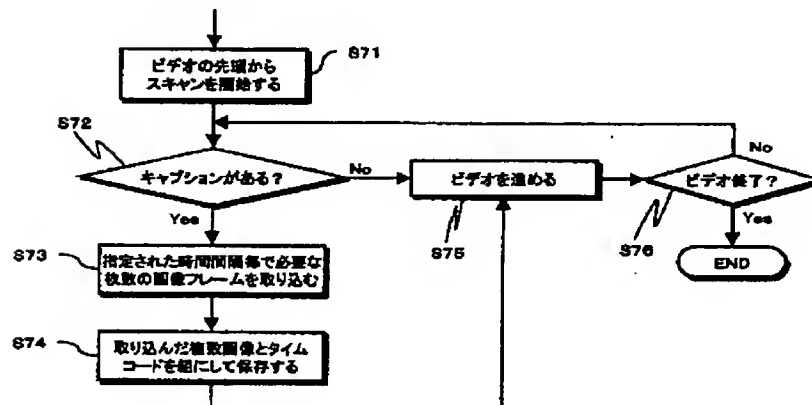 S71
ビデオの先頭から
スキャンを開始する
S72
キャプションがある?
No
Yes
ビデオを進める
S75
ビデオ終了?
No
Yes
S76
END
S73
指定された時間間隔毎で必要な
枚数の画像フレームを取り込む
S74
取り込んだ複数画像とタイム
コードを組にして保存する